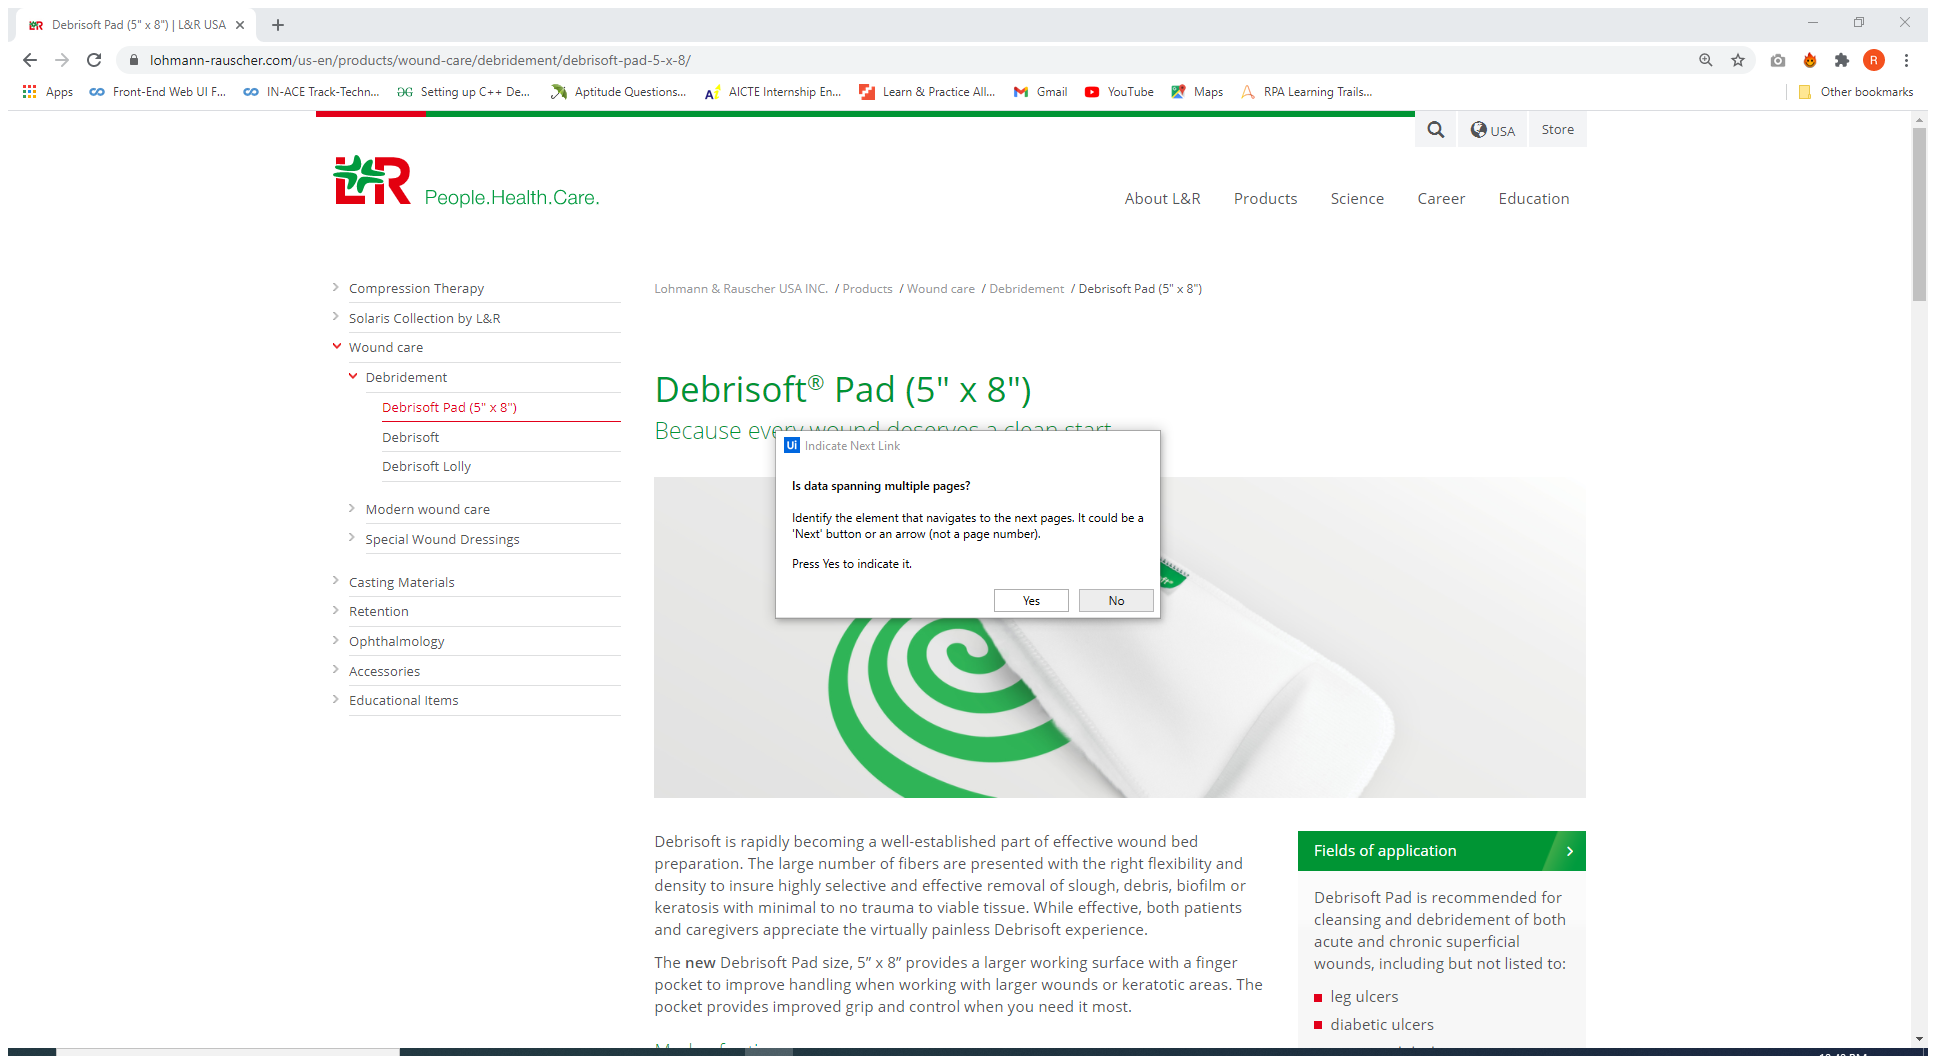 Debrisoft Pad (5" x 8") | L&R USA
lohmann-rauscher.com/us-en/products/wound-care/debridement/debrisoft-pad-5-x-8/
R
Apps
Front-End Web UI F...
IN-ACE Track-Techn...
Setting up C++ De...
Aptitude Questions...
AICTE Internship En...
Learn & Practice All...
Gmail
YouTube
Maps
RPA Learning Trails...
Other bookmarks
USA
Store
L&R
People.Health.Care.
About L&R
Products
Science
Career
Education
Compression Therapy
Solaris Collection by L&R
Wound care
Debridement
Debrisoft Pad (5" x 8")
Debrisoft
Debrisoft Lolly
Modern wound care
Special Wound Dressings
Casting Materials
Retention
Ophthalmology
Accessories
Educational Items
Lohmann & Rauscher USA INC. / Products / Wound care / Debridement / Debrisoft Pad (5" x 8")
Debrisoft® Pad (5" x 8")
Because every wound deserves a clean start
Ui Indicate Next Link
Is data spanning multiple pages?
Identify the element that navigates to the next pages. It could be a
'Next' button or an arrow (not a page number).
Press Yes to indicate it.
Yes
No
Debrisoft is rapidly becoming a well-established part of effective wound bed
preparation. The large number of fibers are presented with the right flexibility and
density to insure highly selective and effective removal of slough, debris, biofilm or
keratosis with minimal to no trauma to viable tissue. While effective, both patients
and caregivers appreciate the virtually painless Debrisoft experience.
The new Debrisoft Pad size, 5” x 8” provides a larger working surface with a finger
pocket to improve handling when working with larger wounds or keratotic areas. The
pocket provides improved grip and control when you need it most.
Fields of application
Debrisoft Pad is recommended for
cleansing and debridement of both
acute and chronic superficial
wounds, including but not listed to:
leg ulcers
diabetic ulcers